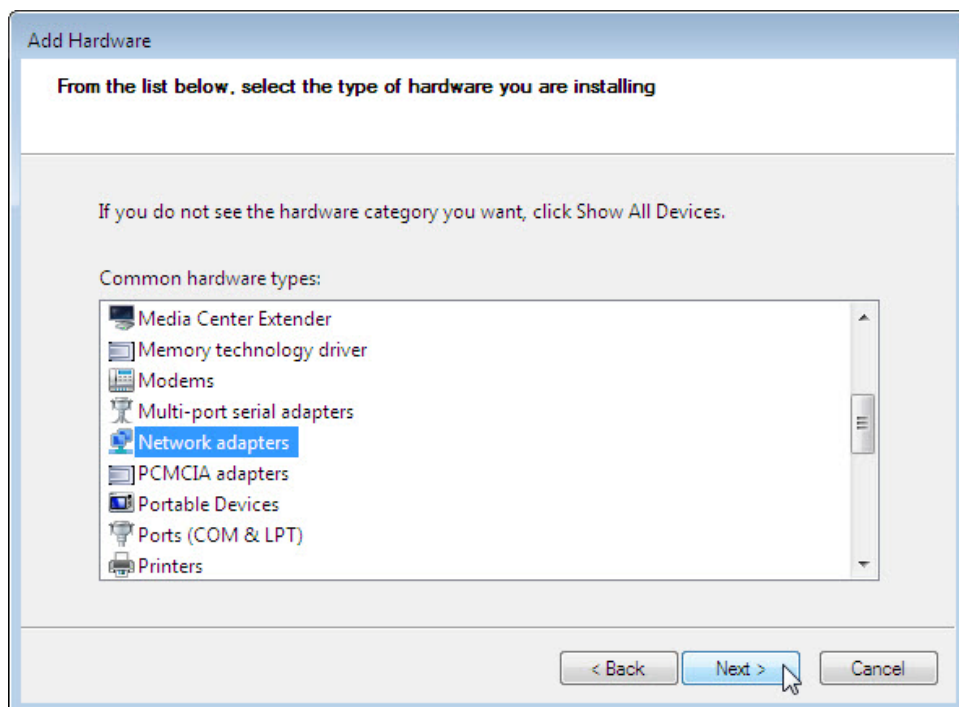 Add Hardware
From the list below, select the type of hardware you are installing
If you do not see the hardware category you want, click Show All Devices.
Common hardware types:
Media Center Extender
Memory technology driver
Modems
Multi-port serial adapters
Network adapters
PCMCIA adapters
Portable Devices
Ports (COM & LPT)
Printers
< Back Next > Cancel